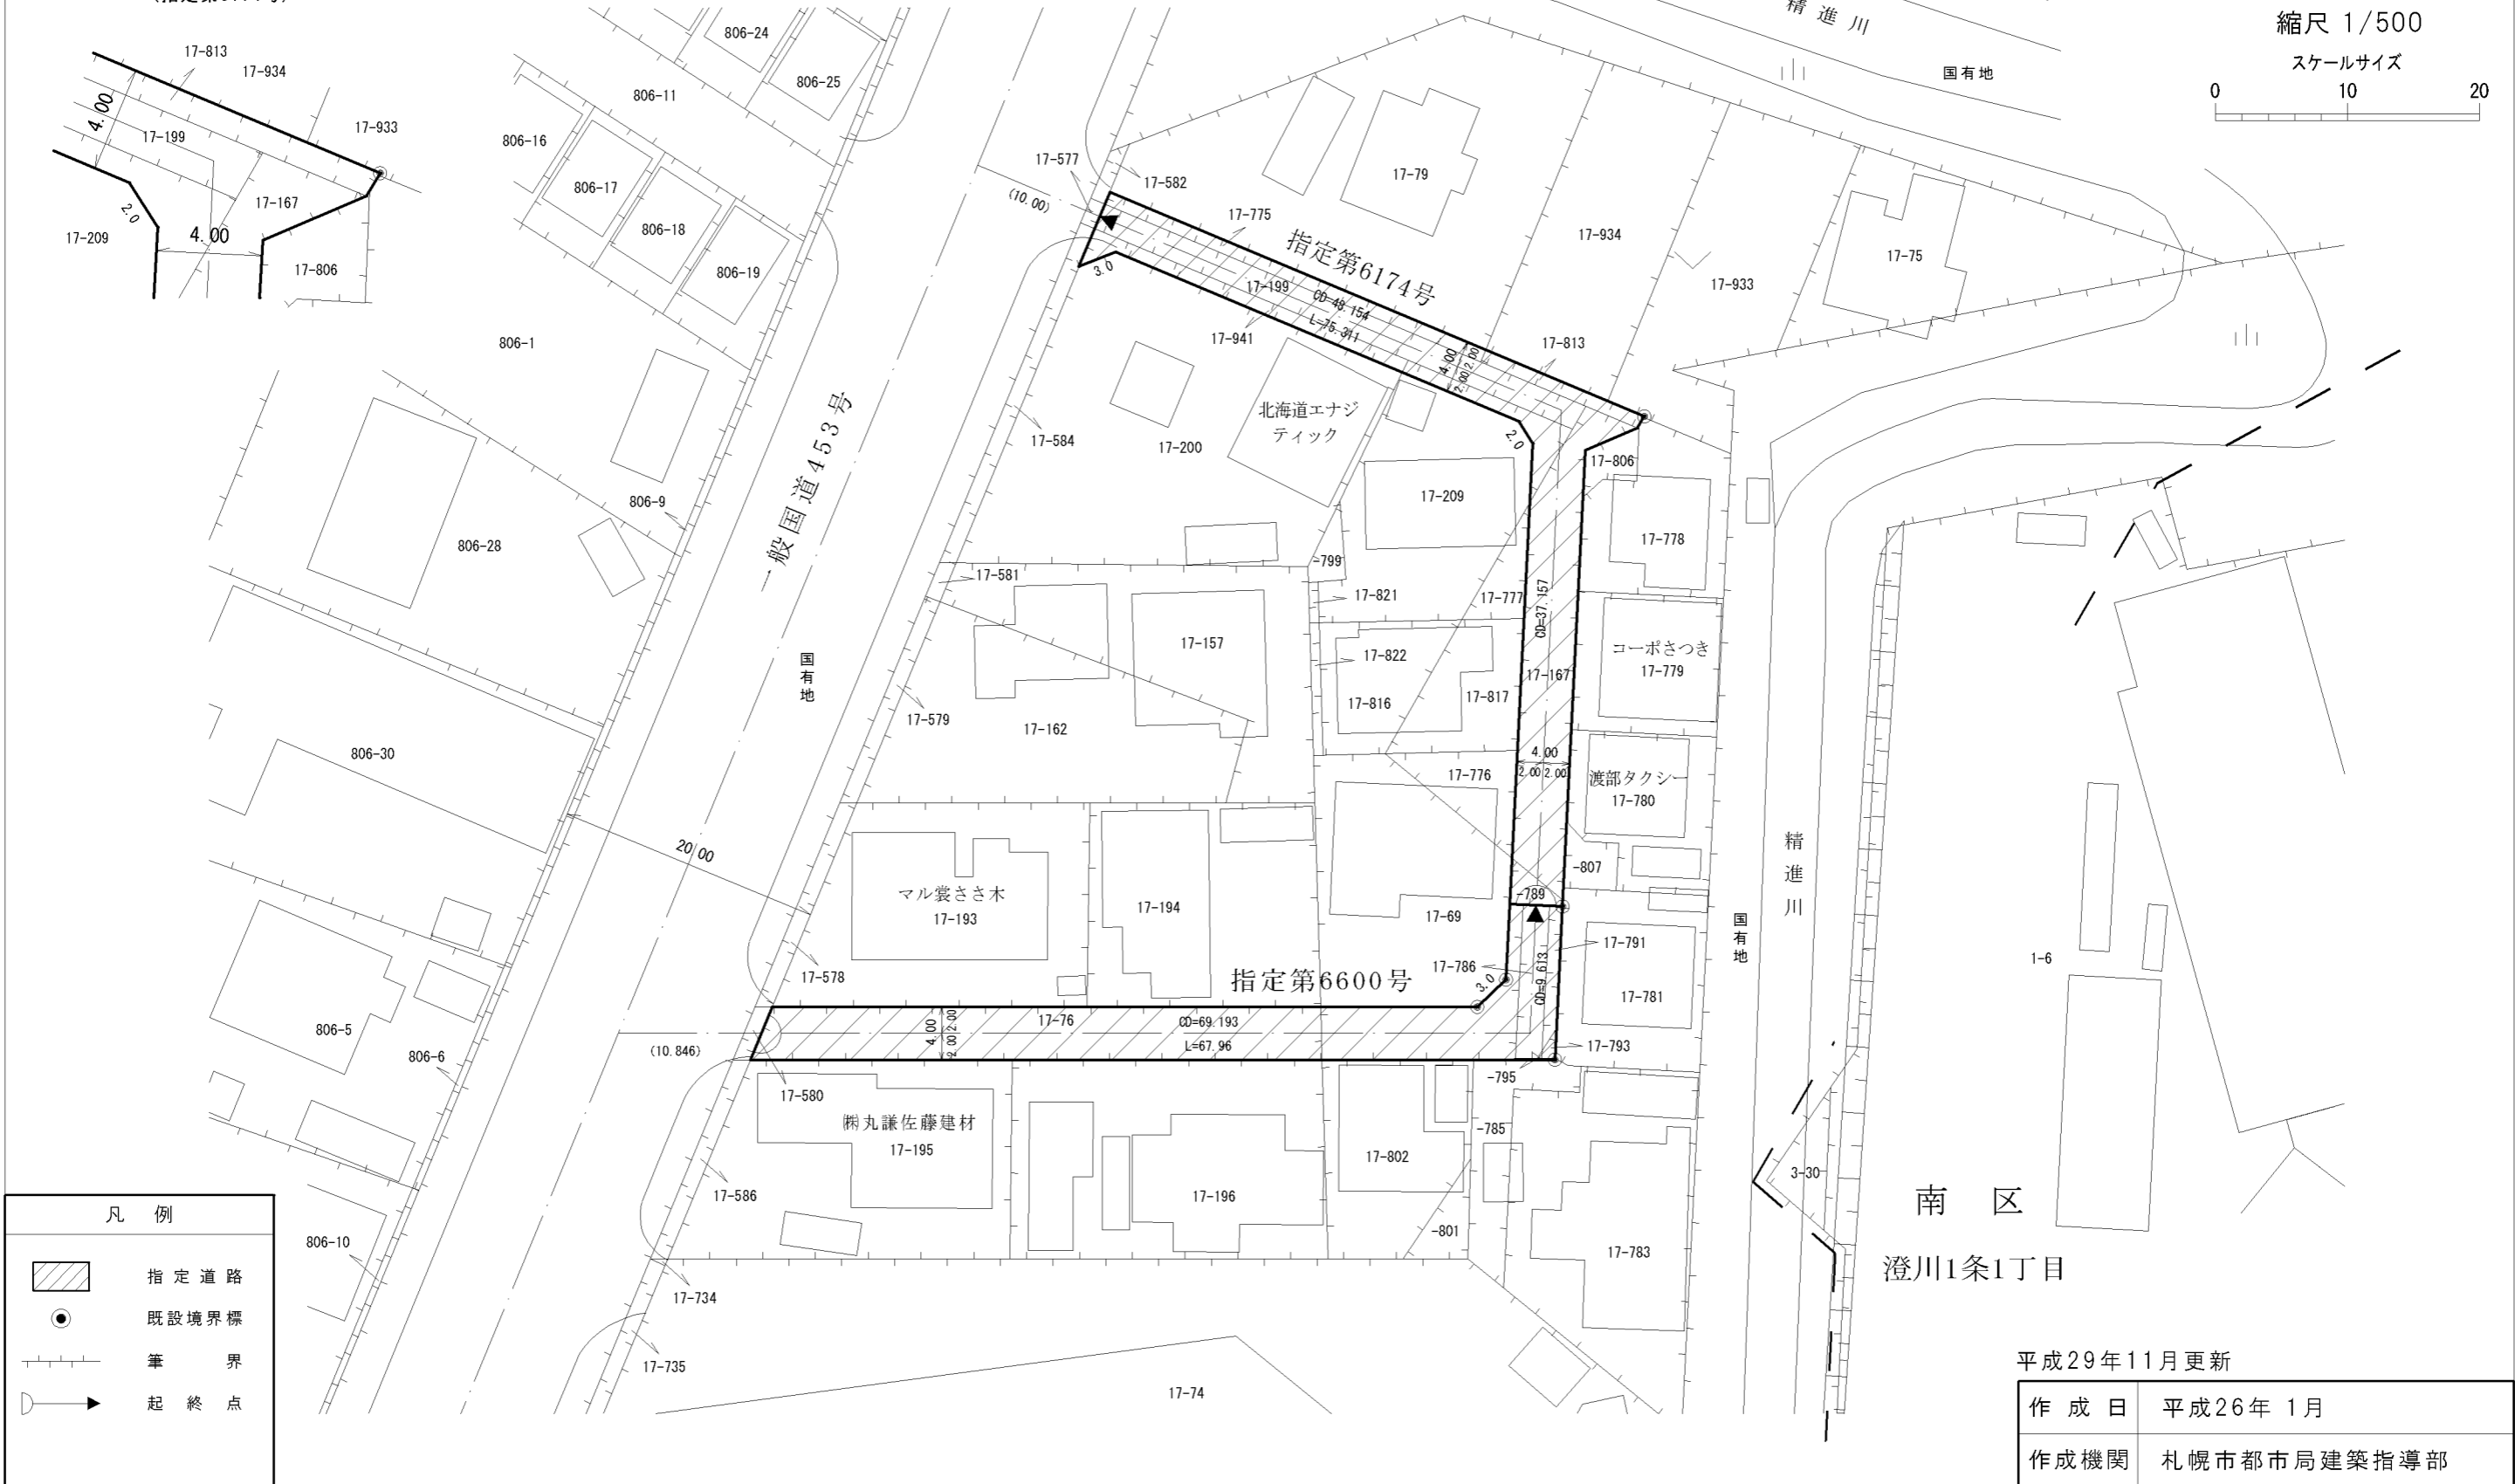 縮尺 1/500
スケールサイズ
0 10 20
精進川
国有地
17-813
17-934
17-933
4.00
17-199
17-167
2.0
17-209
4.00
17-806
806-24
806-25
806-11
806-16
806-17
806-18
806-19
806-1
806-9
806-28
806-30
806-5
806-6
806-10
一般国道453号
国有地
20.00
(10.00)
17-577
17-582
17-775
指定第6174号
17-79
17-934
17-933
17-75
17-199
CD=48.154
L=75.311
17-941
3.0
4.00
2.00 2.00
17-813
17-584
17-200
北海道エナジ
ティック
2.0
17-806
17-209
17-778
-799
17-581
17-821
17-777
CD=37.157
17-157
17-822
コーポさつき
17-779
17-167
17-579
17-162
17-816
17-817
4.00
2.00 2.00
17-776
渡部タクシー
17-780
精進川
-807
-789
マル裳ささ木
17-193
17-194
17-69
国有地
17-791
17-786
CD=9.613
17-578
指定第6600号
3.0
17-781
1-6
17-76
CD=69.193
L=67.96
4.00
2.00 2.00
(10.846)
17-793
-795
17-580
㈱丸謙佐藤建材
17-195
-785
17-802
17-586
17-196
3-30
-801
17-783
17-734
17-735
17-74
南区
澄川1条1丁目
凡例
指定道路
既設境界標
筆界
起終点
平成29年11月更新
作成日 平成26年 1月
作成機関 札幌市都市局建築指導部